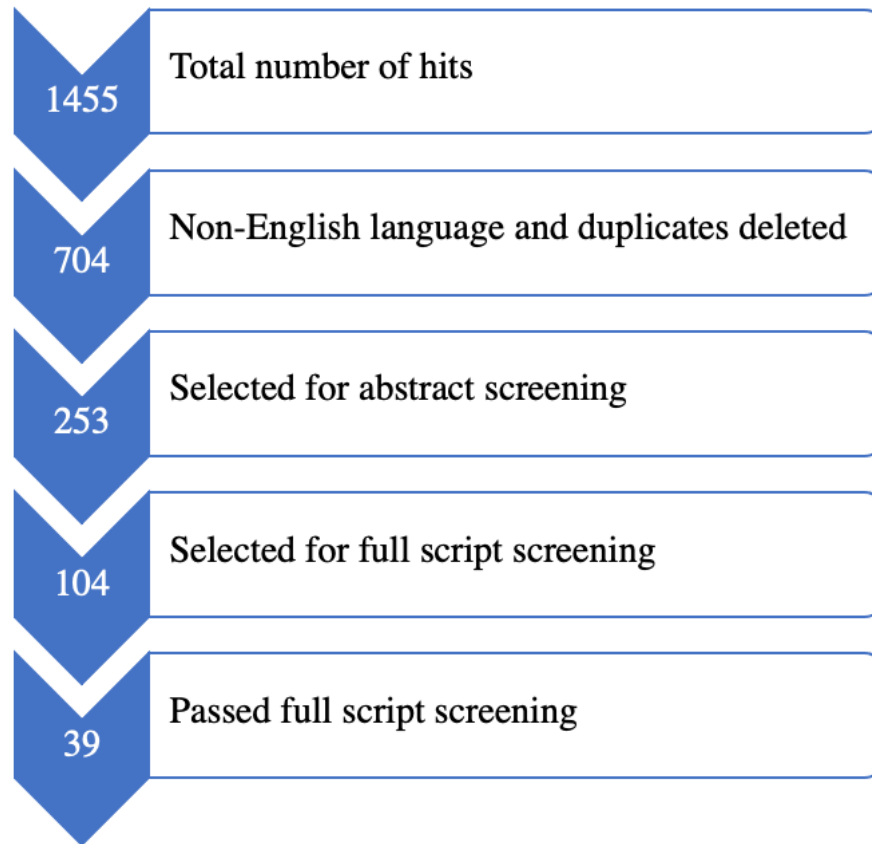 1455
Total number of hits
704
Non-English language and duplicates deleted
253
Selected for abstract screening
104
Selected for full script screening
39
Passed full script screening